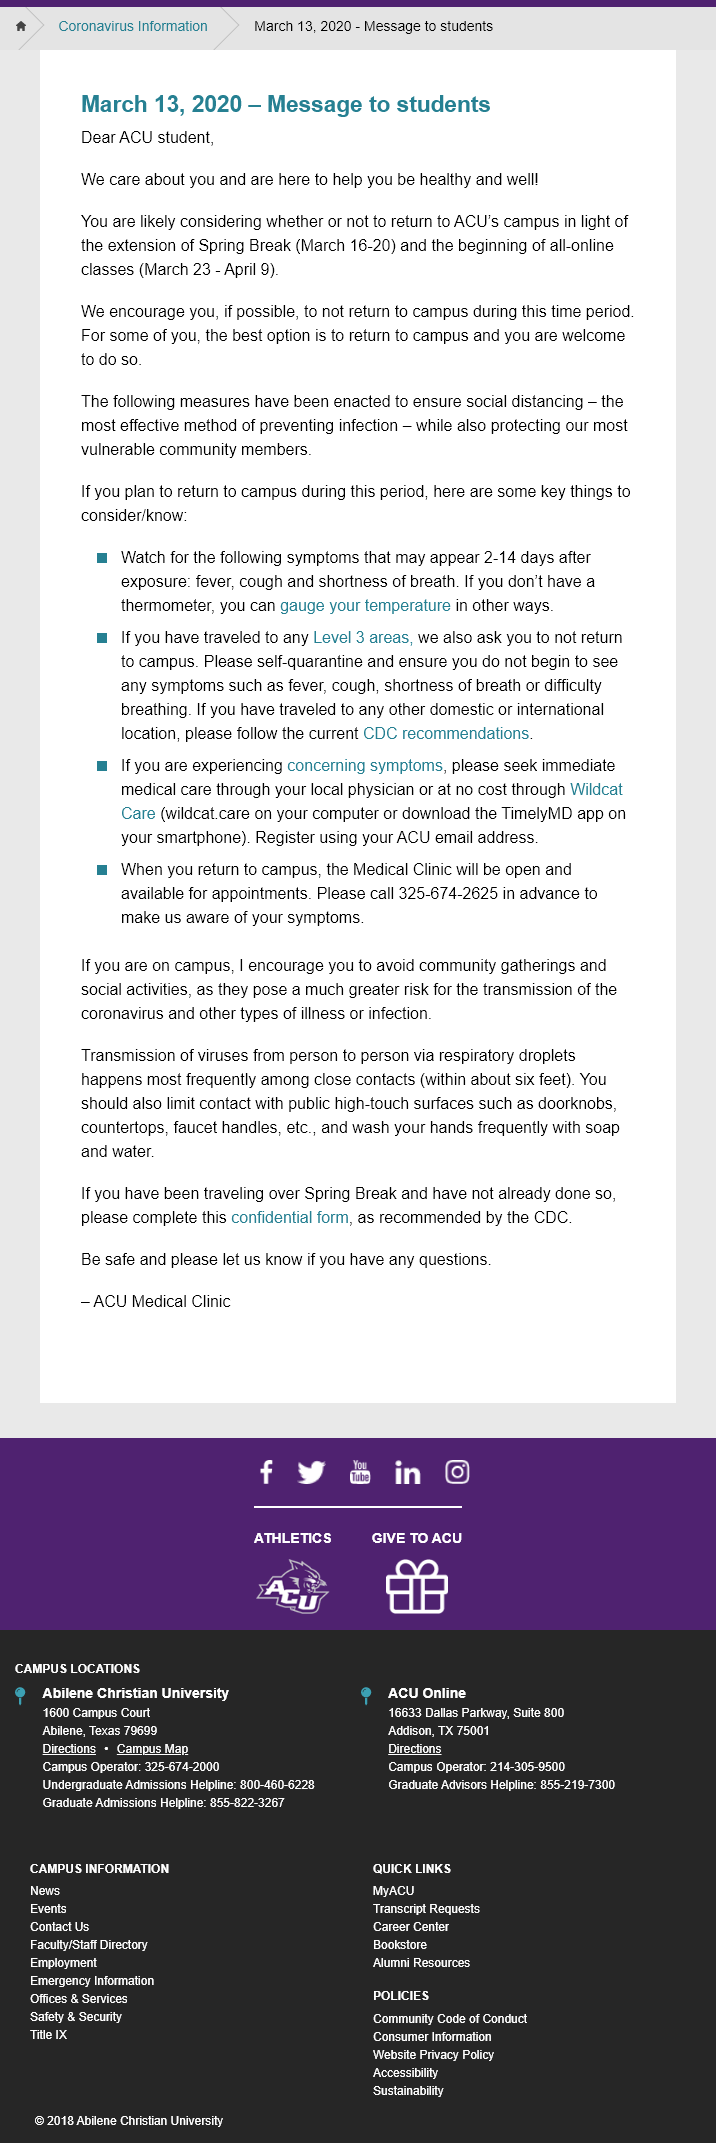 Coronavirus Information
March 13, 2020 - Message to students
March 13, 2020 – Message to students
Dear ACU student,
We care about you and are here to help you be healthy and well!
You are likely considering whether or not to return to ACU’s campus in light of
the extension of Spring Break (March 16-20) and the beginning of all-online
classes (March 23 - April 9).
We encourage you, if possible, to not return to campus during this time period.
For some of you, the best option is to return to campus and you are welcome
to do so.
The following measures have been enacted to ensure social distancing – the
most effective method of preventing infection – while also protecting our most
vulnerable community members.
If you plan to return to campus during this period, here are some key things to
consider/know:
Watch for the following symptoms that may appear 2-14 days after
exposure: fever, cough and shortness of breath. If you don’t have a
thermometer, you can gauge your temperature in other ways.
If you have traveled to any Level 3 areas, we also ask you to not return
to campus. Please self-quarantine and ensure you do not begin to see
any symptoms such as fever, cough, shortness of breath or difficulty
breathing. If you have traveled to any other domestic or international
location, please follow the current CDC recommendations.
If you are experiencing concerning symptoms, please seek immediate
medical care through your local physician or at no cost through Wildcat
Care (wildcat.care on your computer or download the TimelyMD app on
your smartphone). Register using your ACU email address.
When you return to campus, the Medical Clinic will be open and
available for appointments. Please call 325-674-2625 in advance to
make us aware of your symptoms.
If you are on campus, I encourage you to avoid community gatherings and
social activities, as they pose a much greater risk for the transmission of the
coronavirus and other types of illness or infection.
Transmission of viruses from person to person via respiratory droplets
happens most frequently among close contacts (within about six feet). You
should also limit contact with public high-touch surfaces such as doorknobs,
countertops, faucet handles, etc., and wash your hands frequently with soap
and water.
If you have been traveling over Spring Break and have not already done so,
please complete this confidential form, as recommended by the CDC.
Be safe and please let us know if you have any questions.
– ACU Medical Clinic
You
Tube
in
ATHLETICS
GIVE TO ACU
ACU
CAMPUS LOCATIONS
Abilene Christian University
1600 Campus Court
Abilene, Texas 79699
Directions • Campus Map
Campus Operator: 325-674-2000
Undergraduate Admissions Helpline: 800-460-6228
Graduate Admissions Helpline: 855-822-3267
ACU Online
16633 Dallas Parkway, Suite 800
Addison, TX 75001
Directions
Campus Operator: 214-305-9500
Graduate Advisors Helpline: 855-219-7300
CAMPUS INFORMATION
News
Events
Contact Us
Faculty/Staff Directory
Employment
Emergency Information
Offices & Services
Safety & Security
Title IX
QUICK LINKS
MyACU
Transcript Requests
Career Center
Bookstore
Alumni Resources
POLICIES
Community Code of Conduct
Consumer Information
Website Privacy Policy
Accessibility
Sustainability
© 2018 Abilene Christian University